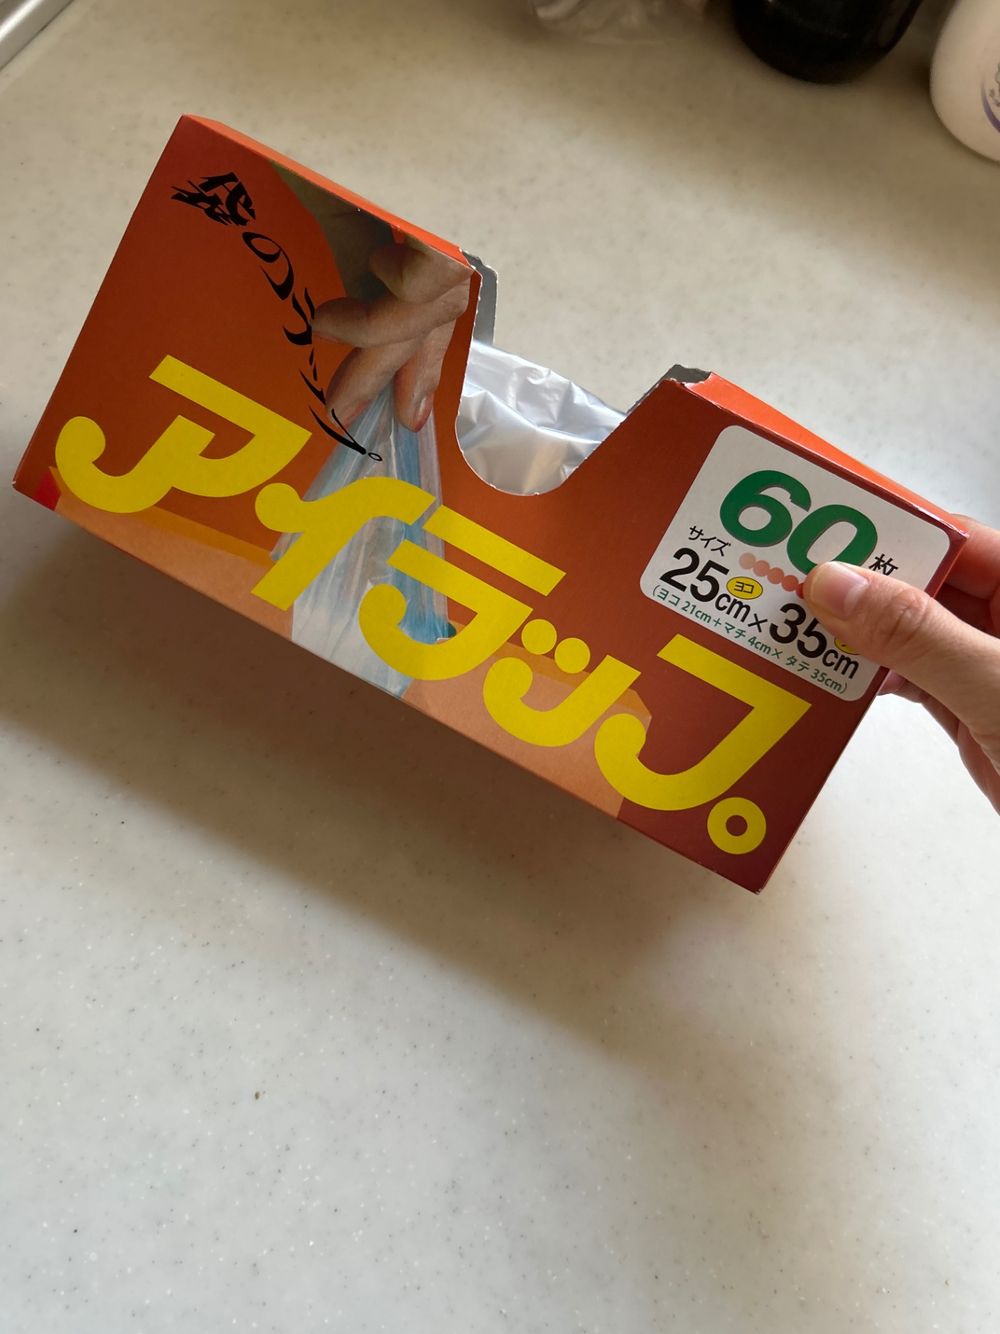 袋のラップ。
アイラップ。
60枚
サイズ
25cm×35cm
ヨコ
(ヨコ 21cm+マチ 4cm× タテ 35cm)